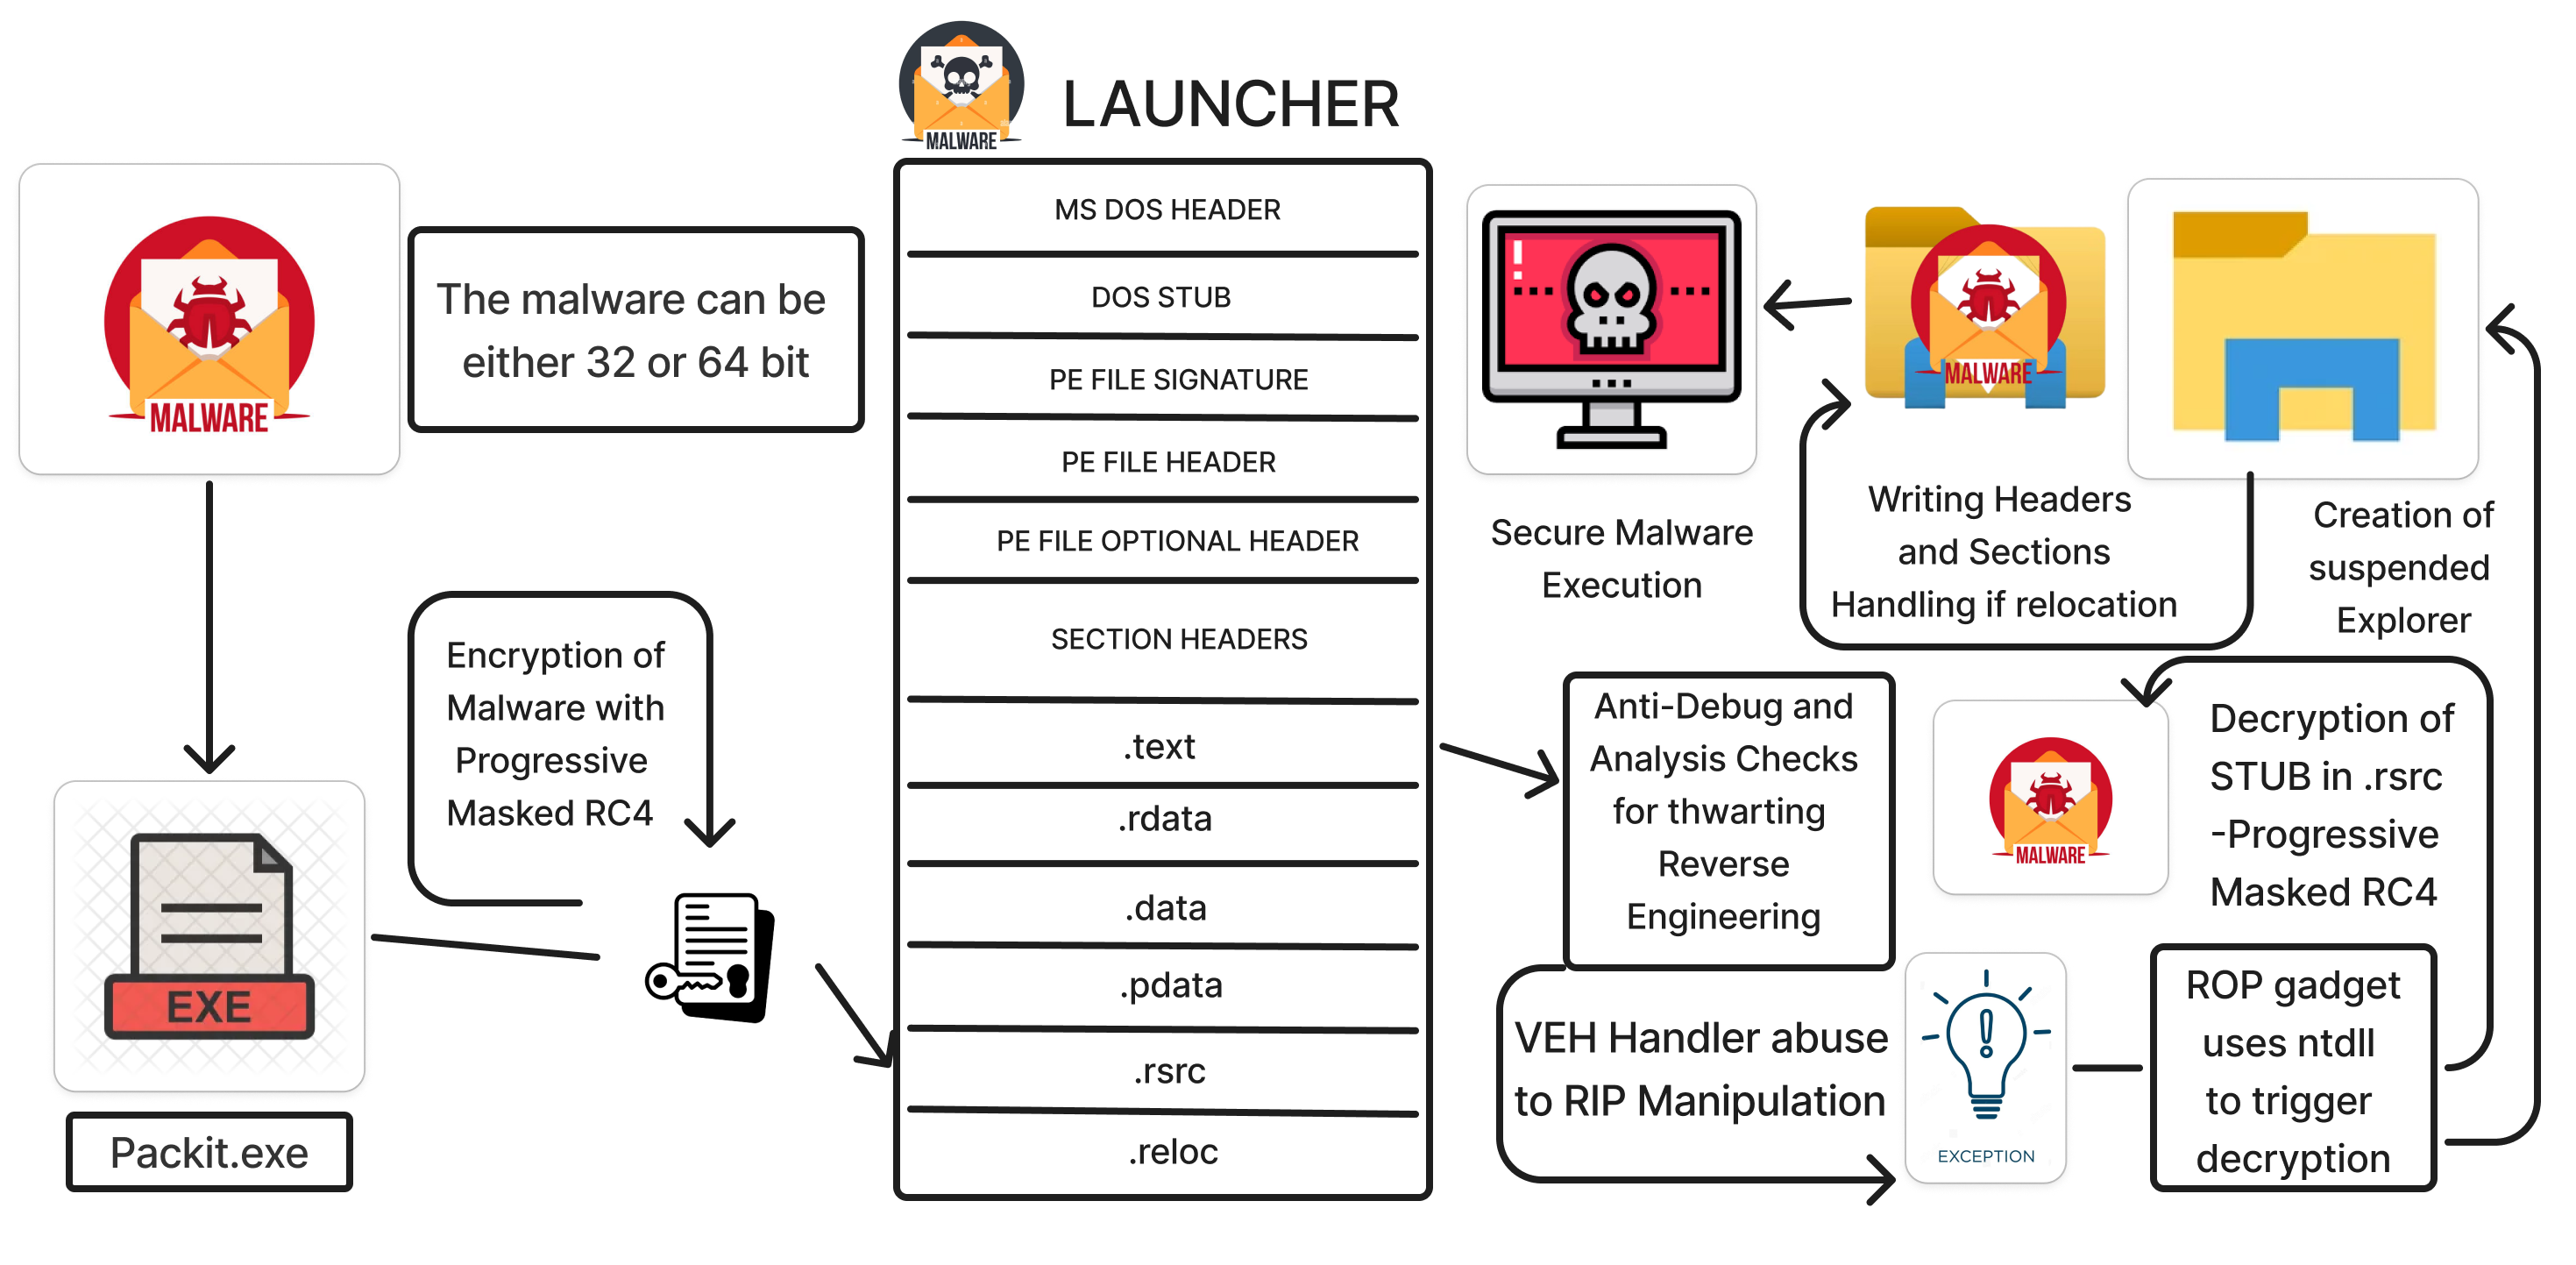 LAUNCHER
MALWARE
MALWARE
The malware can be
either 32 or 64 bit
Encryption of
Malware with
Progressive
Masked RC4
EXE
Packit.exe
MS DOS HEADER
DOS STUB
PE FILE SIGNATURE
PE FILE HEADER
PE FILE OPTIONAL HEADER
SECTION HEADERS
.text
.rdata
.data
.pdata
.rsrc
.reloc
Anti-Debug and
Analysis Checks
for thwarting
Reverse
Engineering
VEH Handler abuse
to RIP Manipulation
EXCEPTION
ROP gadget
uses ntdll
to trigger
decryption
Decryption of
STUB in .rsrc
-Progressive
Masked RC4
MALWARE
Creation of
suspended
Explorer
Writing Headers
and Sections
Handling if relocation
MALWARE
Secure Malware
Execution